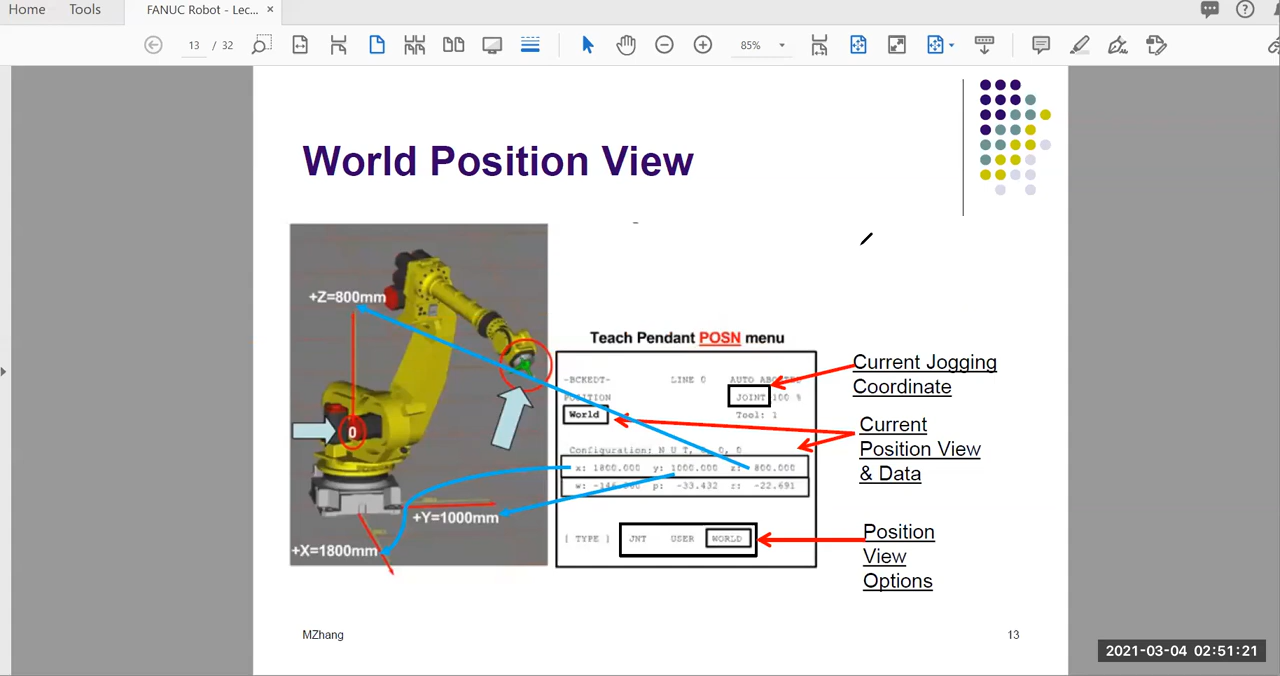 Home Tools FANUC Robot - Lec... ×
13 / 32 85%
World Position View
+Z=800mm
0
+Y=1000mm
+X=1800mm
Teach Pendant POSN menu
-BCKEDT- LINE 0 AUTO
POSITION JOINT 100 %
World Tool: 1
Configuration: N U T, 0, 0
x: 1800.000 y: 1000.000 z: 800.000
w: p: -33.432 r: -22.691
[ TYPE ] JNT USER WORLD
Current Jogging
Coordinate
Current
Position View
& Data
Position
View
Options
MZhang 13
2021-03-04 02:51:21